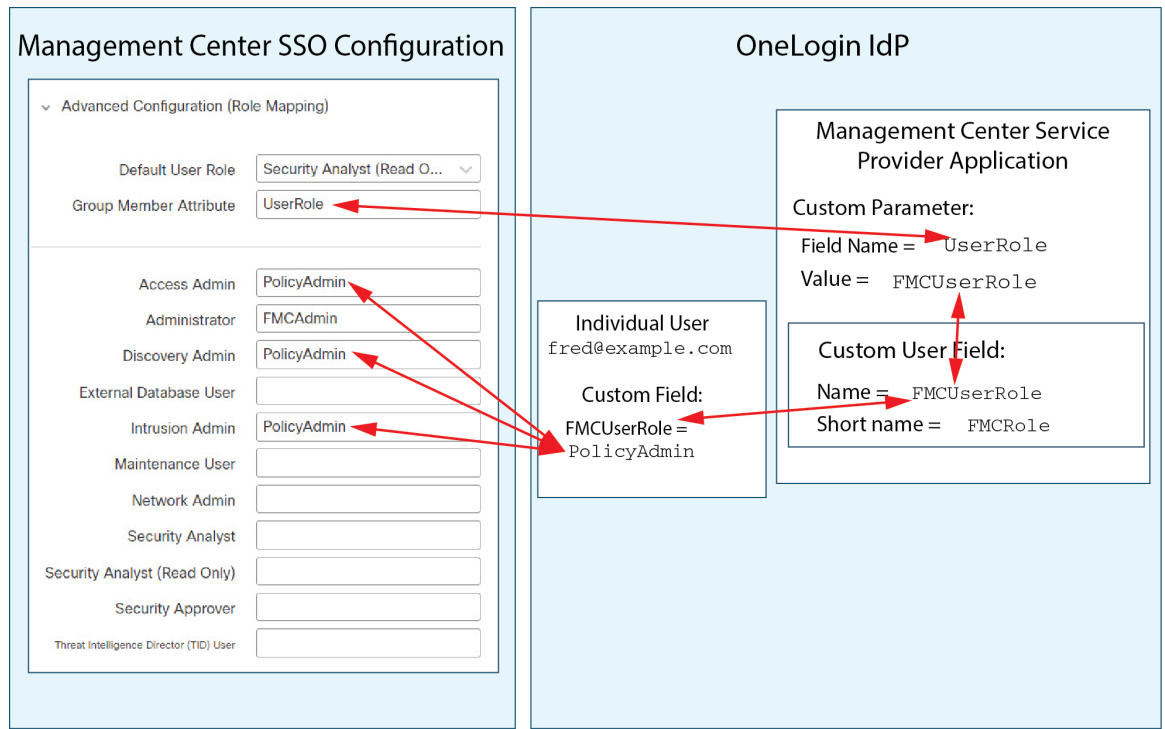 Management Center SSO Configuration
Advanced Configuration (Role Mapping)
Default User Role Security Analyst (Read O...
Group Member Attribute UserRole
Access Admin PolicyAdmin
Administrator FMCAdmin
Discovery Admin PolicyAdmin
External Database User
Intrusion Admin PolicyAdmin
Maintenance User
Network Admin
Security Analyst
Security Analyst (Read Only)
Security Approver
Threat Intelligence Director (TID) User
OneLogin IdP
Individual User
fred@example.com
Custom Field:
FMCUserRole =
PolicyAdmin
Management Center Service
Provider Application
Custom Parameter:
Field Name = UserRole
Value = FMCUserRole
Custom User Field:
Name = FMCUserRole
Short name = FMCRole